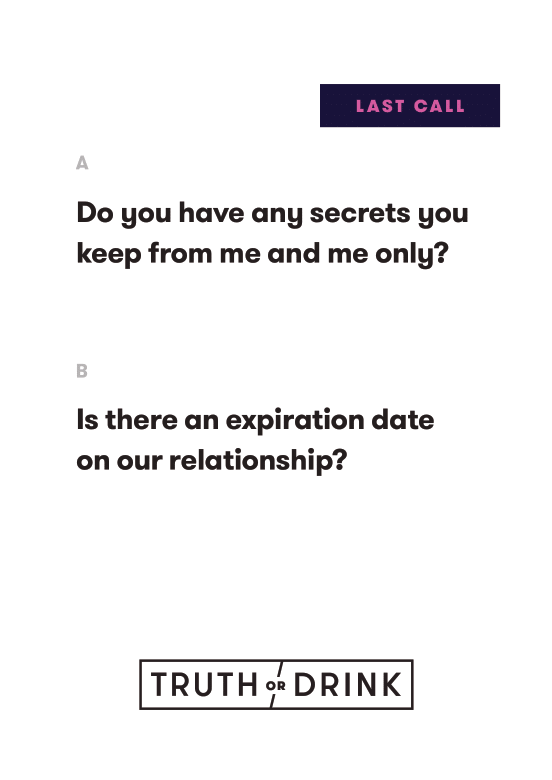 LAST CALL
A
Do you have any secrets you
keep from me and me only?
B
Is there an expiration date
on our relationship?
TRUTH OR DRINK